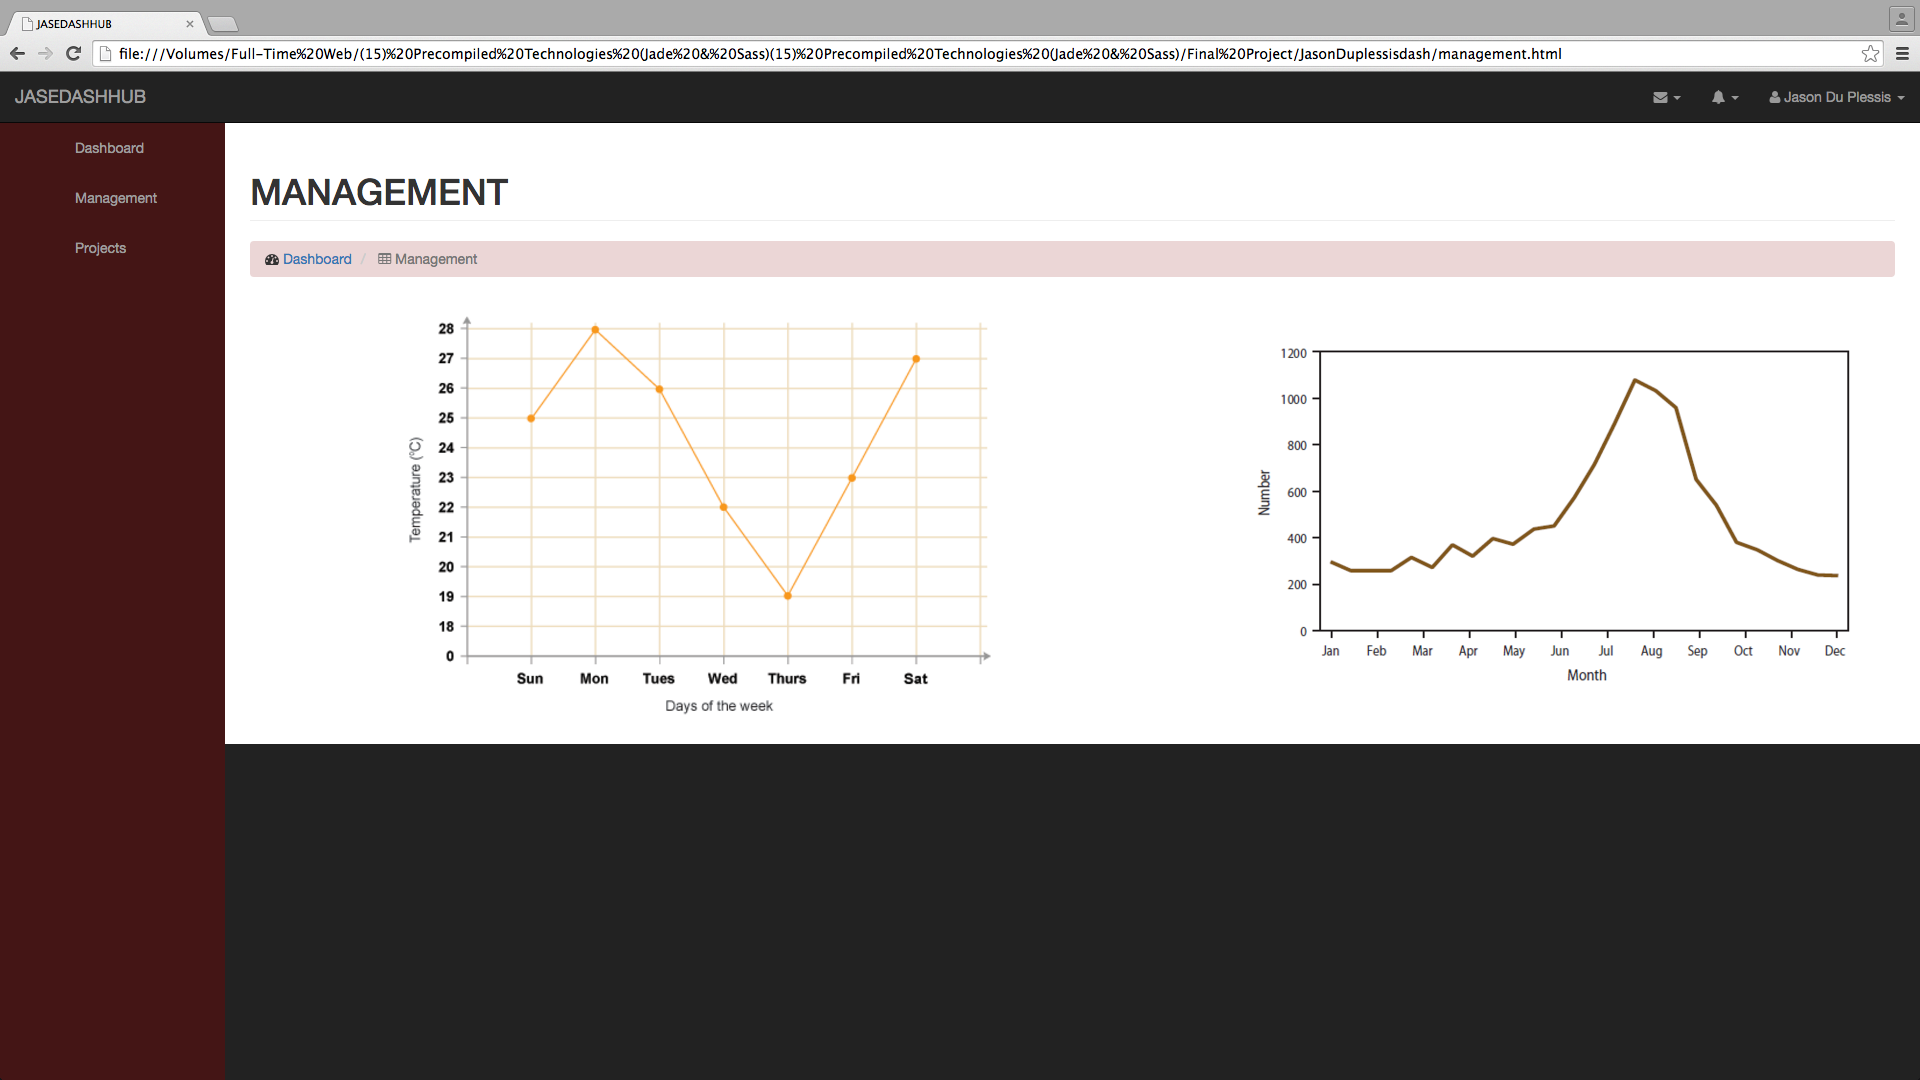 JASEDASHHUB
file:///Volumes/Full-Time%20Web/(15)%20Precompiled%20Technologies%20(Jade%20&%20Sass)(15)%20Precompiled%20Technologies%20(Jade%20&%20Sass)/Final%20Project/JasonDuplessisdash/management.html
JASEDASHHUB
Jason Du Plessis
Dashboard
Management
Projects
MANAGEMENT
Dashboard / Management
28
27
26
25
24
23
22
21
20
19
18
0
Temperature (°C)
Sun Mon Tues Wed Thurs Fri Sat
Days of the week
1200
1000
800
600
400
200
0
Number
Jan Feb Mar Apr May Jun Jul Aug Sep Oct Nov Dec
Month